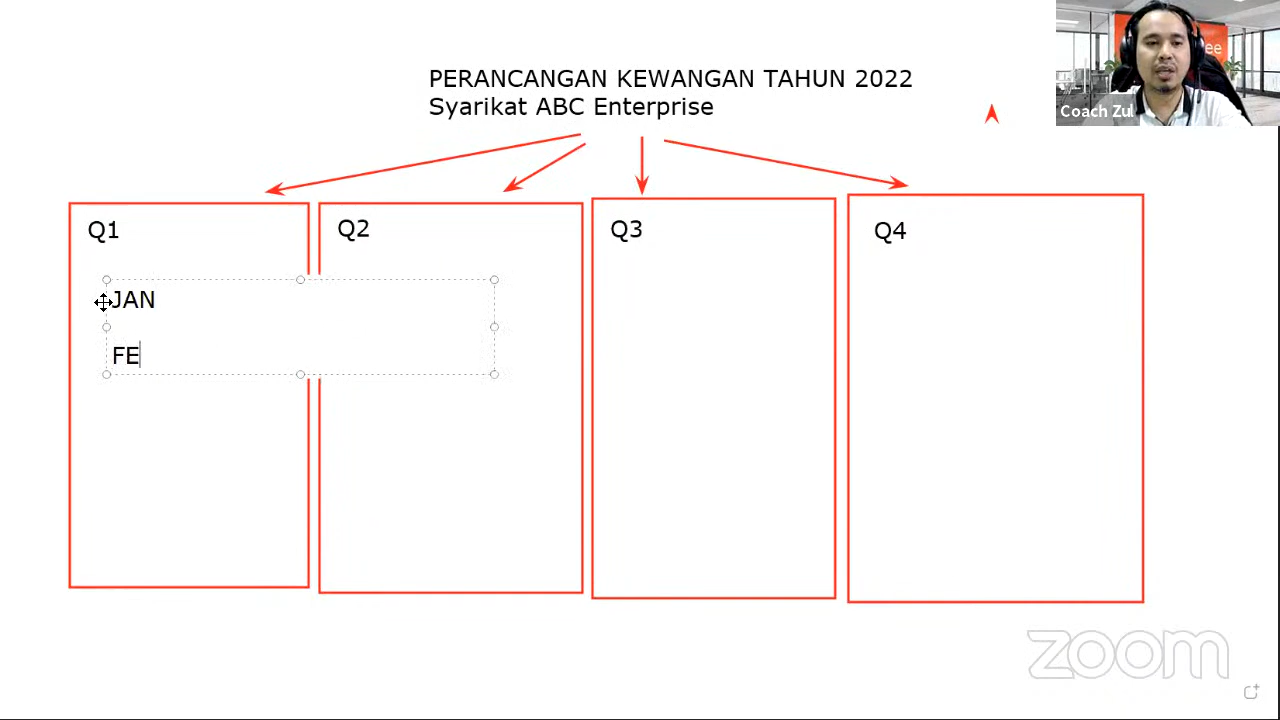 PERANCANGAN KEWANGAN TAHUN 2022
Syarikat ABC Enterprise
Coach Zul
Q1
Q2
Q3
Q4
JAN
FE
zoom